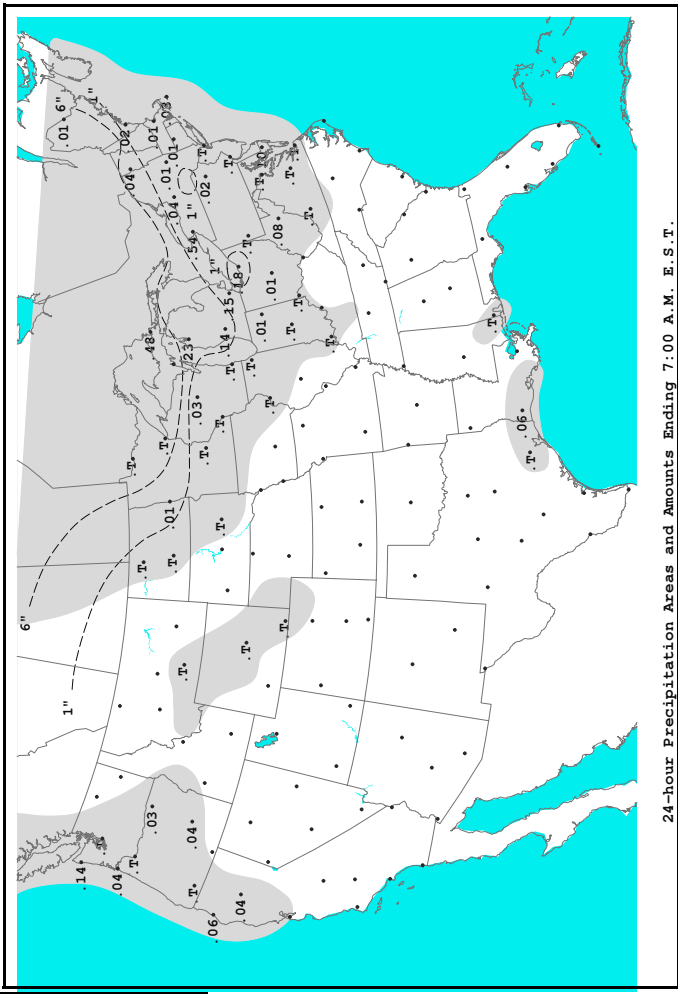 6"
6"
.01
1"
.14
1"
.04
.02
.04
.T
.T
.T
.48
.03
.01
.T
.03
.01
.01
.01
.T
.04
.T
.23
1"
.04
.54
.T
.03
.T
.02
.T
.06
1"
.T
.T
.14
.T
.15
.T
.18
.04
.T
.T
.T
.T
.01
.T
.01
.08
.T
.T
.T
.T
.T
.T
.T
.06
.T
24-hour Precipitation Areas and Amounts Ending 7:00 A.M. E.S.T.